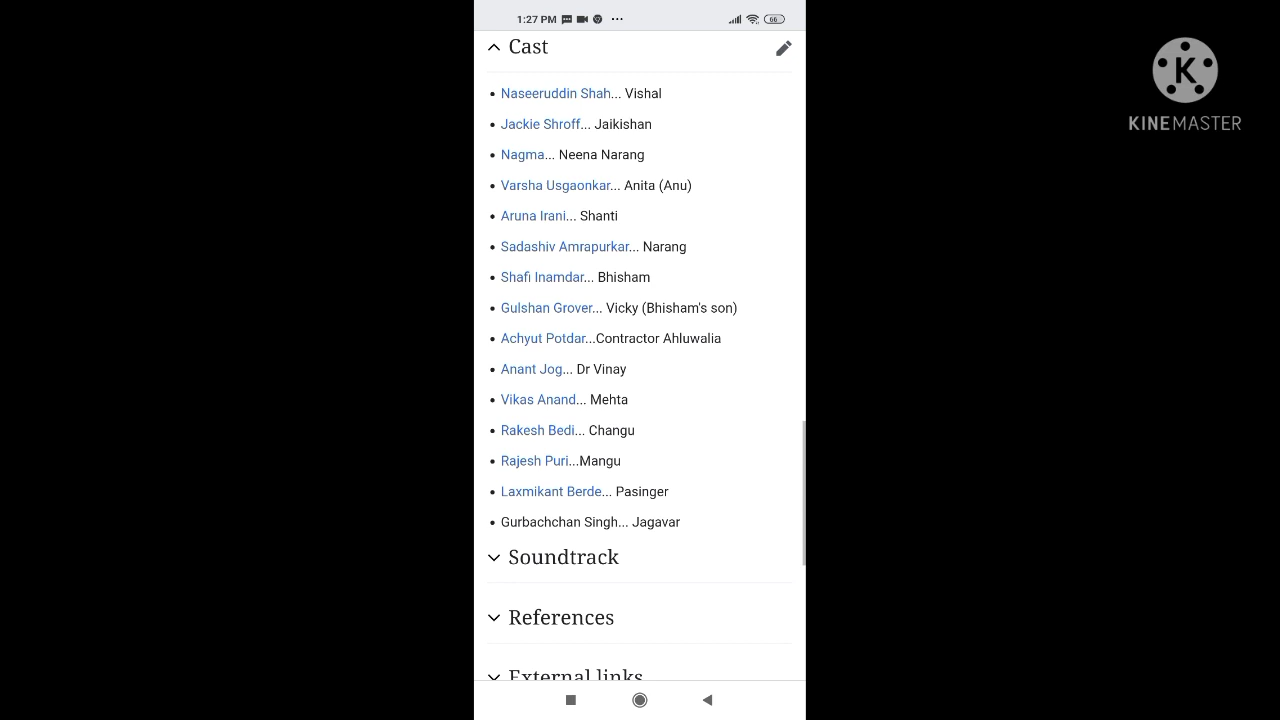 1:27 PM ...
66
Cast
KINEMASTER
K
• Naseeruddin Shah... Vishal
• Jackie Shroff... Jaikishan
• Nagma... Neena Narang
• Varsha Usgaonkar... Anita (Anu)
• Aruna Irani... Shanti
• Sadashiv Amrapurkar... Narang
• Shafi Inamdar... Bhisham
• Gulshan Grover... Vicky (Bhisham's son)
• Achyut Potdar...Contractor Ahluwalia
• Anant Jog... Dr Vinay
• Vikas Anand... Mehta
• Rakesh Bedi... Changu
• Rajesh Puri...Mangu
• Laxmikant Berde... Pasinger
• Gurbachchan Singh... Jagavar
Soundtrack
References
External links